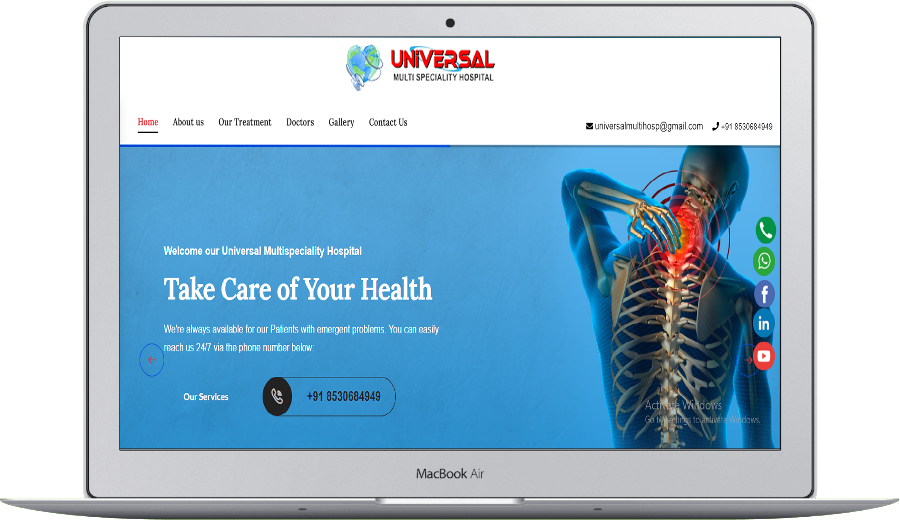 UNIVERSAL
MULTI SPECIALITY HOSPITAL
Home About us Our Treatment Doctors Gallery Contact Us
universalmultihosp@gmail.com +91 8530684949
Welcome our Universal Multispeciality Hospital
Take Care of Your Health
We're always available for our Patients with emergent problems. You can easily
reach us 24/7 via the phone number below:
Our Services +91 8530684949
f
in
Activate Windows
Go to Settings to activate Windows.
MacBook Air